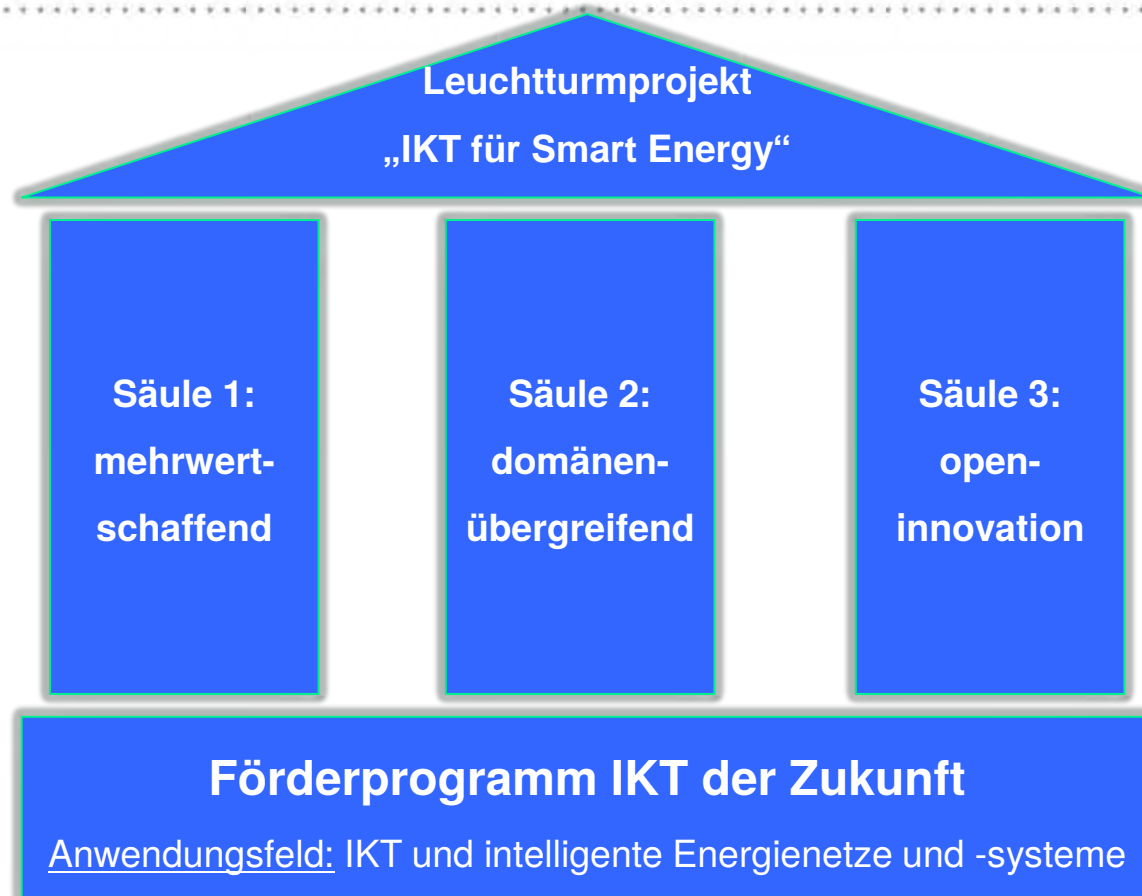 Leuchtturmprojekt
„IKT für Smart Energy“
Säule 1:
mehrwert-
schaffend
Säule 2:
domänen-
übergreifend
Säule 3:
open-
innovation
Förderprogramm IKT der Zukunft
Anwendungsfeld: IKT und intelligente Energienetze und -systeme